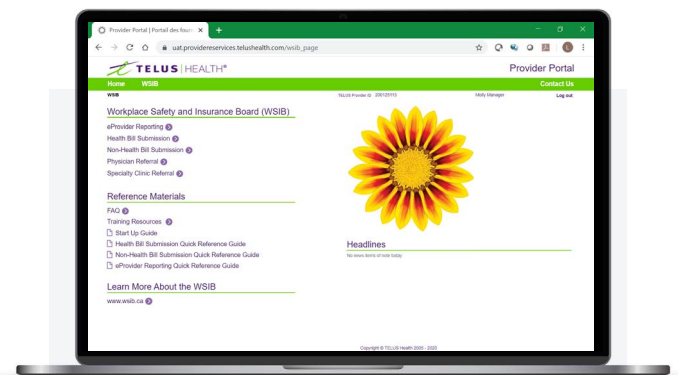 Provider Portal | Portail des fourn
uat.providereservices.telushealth.com/wsib_page
TELUS HEALTH®
Provider Portal
Home WSIB
Contact Us
WSIB
TELUS Provider ID
Molly Manager
Log out
Workplace Safety and Insurance Board (WSIB)
eProvider Reporting
Health Bill Submission
Non-Health Bill Submission
Physician Referral
Specialty Clinic Referral
Reference Materials
FAQ
Training Resources
Start Up Guide
Health Bill Submission Quick Reference Guide
Non-Health Bill Submission Quick Reference Guide
eProvider Reporting Quick Reference Guide
Headlines
No news items of note today
Learn More About the WSIB
www.wsib.ca
Copyright © TELUS Health 2000 - 2020